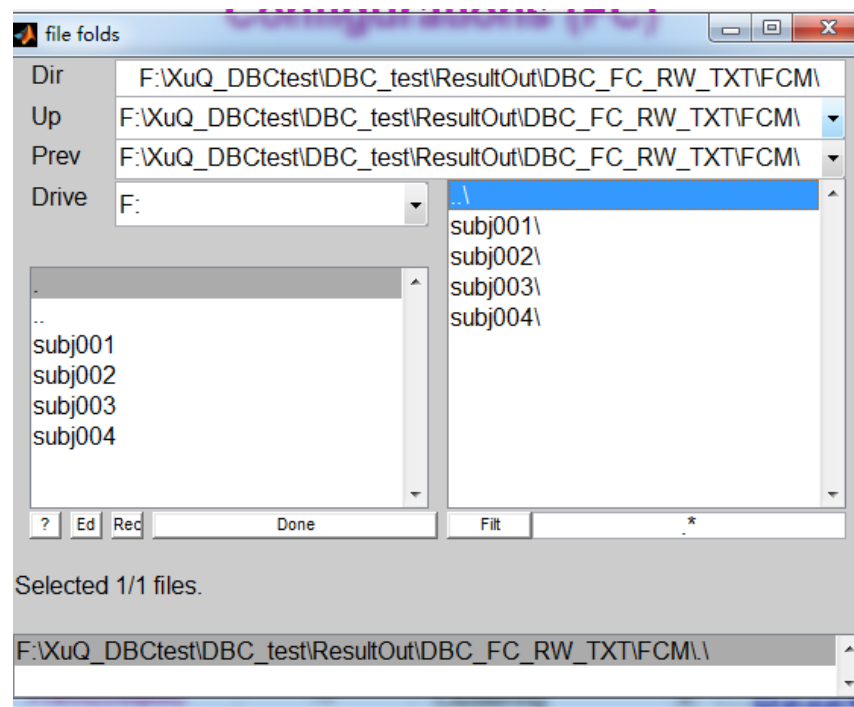 Configurations (FC)
file folds
Dir F:\XuQ_DBCtest\DBC_test\ResultOut\DBC_FC_RW_TXT\FCM\
Up F:\XuQ_DBCtest\DBC_test\ResultOut\DBC_FC_RW_TXT\FCM\
Prev F:\XuQ_DBCtest\DBC_test\ResultOut\DBC_FC_RW_TXT\FCM\
Drive F:
.
..
subj001
subj002
subj003
subj004
..\
subj001\
subj002\
subj003\
subj004\
? Ed Rec Done Filt .*
Selected 1/1 files.
F:\XuQ_DBCtest\DBC_test\ResultOut\DBC_FC_RW_TXT\FCM\.\